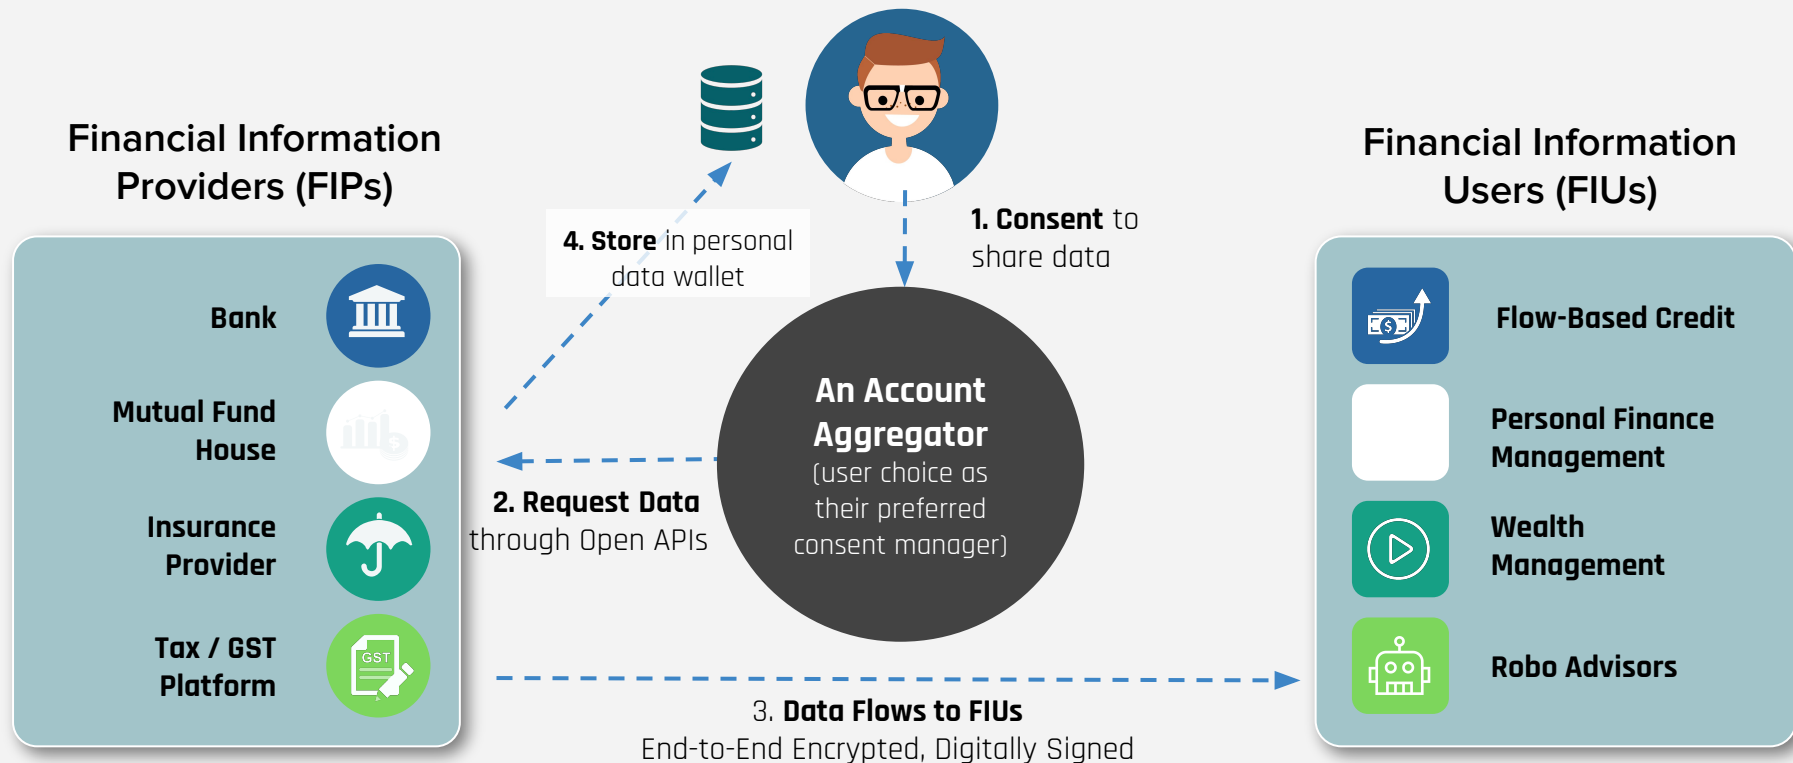 Financial Information
Providers (FIPs)
Bank
Mutual Fund
House
Insurance
Provider
Tax / GST
Platform
GST
4. Store in personal
data wallet
1. Consent to
share data
An Account
Aggregator
(user choice as
their preferred
consent manager)
2. Request Data
through Open APIs
3. Data Flows to FIUs
End-to-End Encrypted, Digitally Signed
Financial Information
Users (FIUs)
$
Flow-Based Credit
Personal Finance
Management
Wealth
Management
Robo Advisors